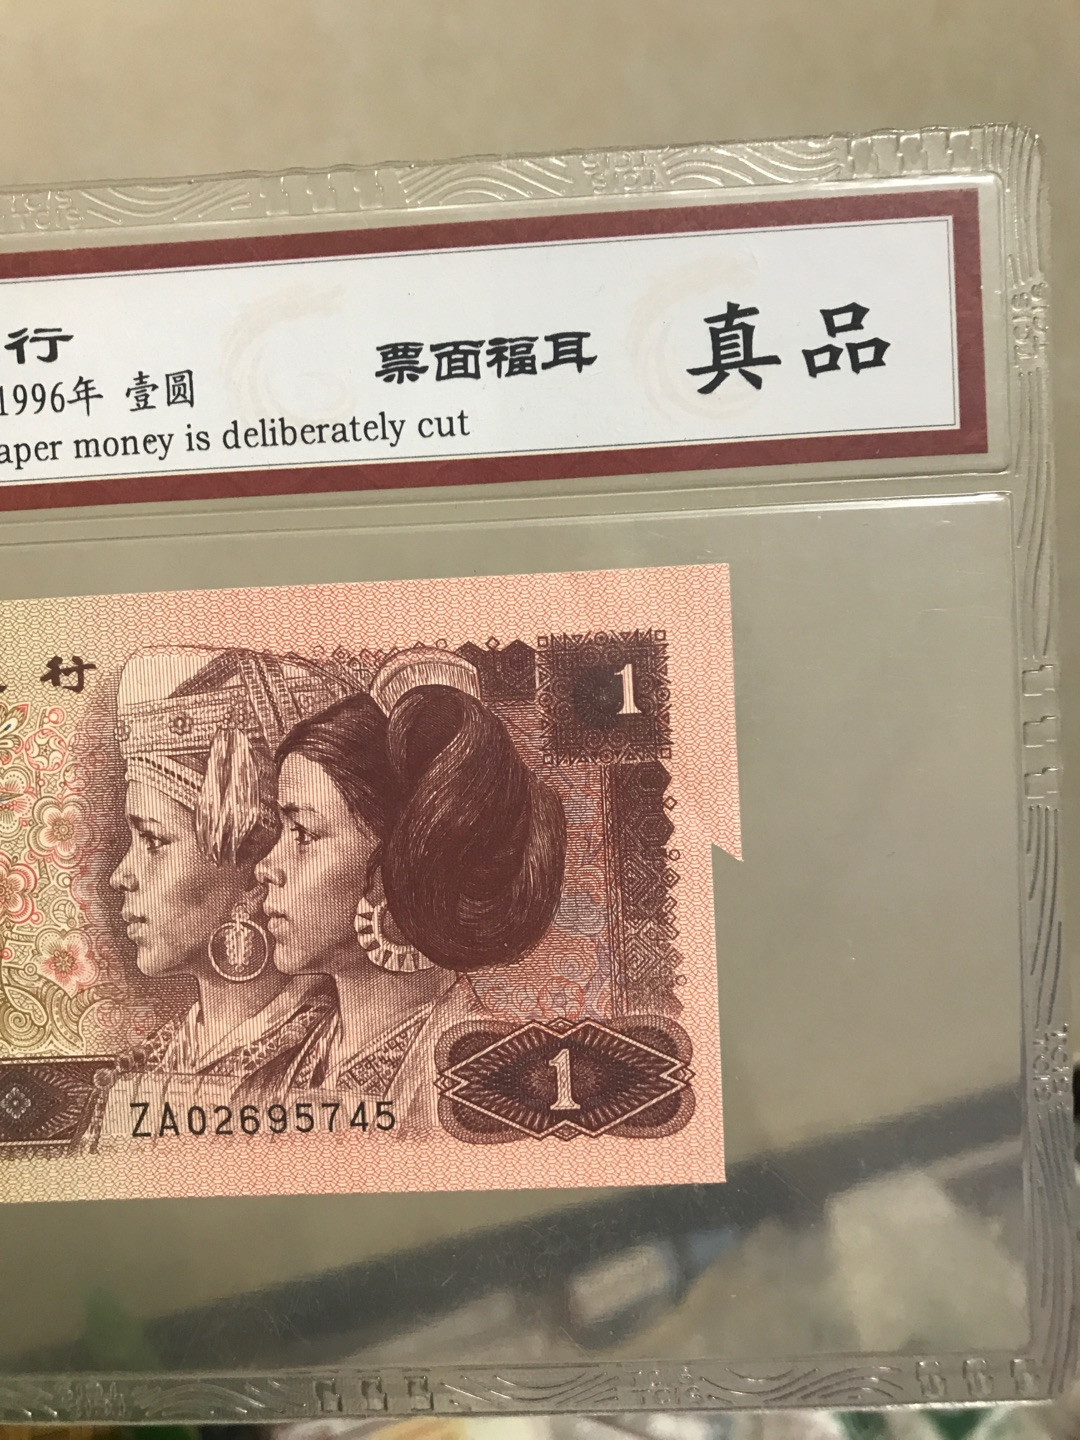 行
1996年 壹圆
aper money is deliberately cut
票面福耳
真品
行
1
1
ZA02695745